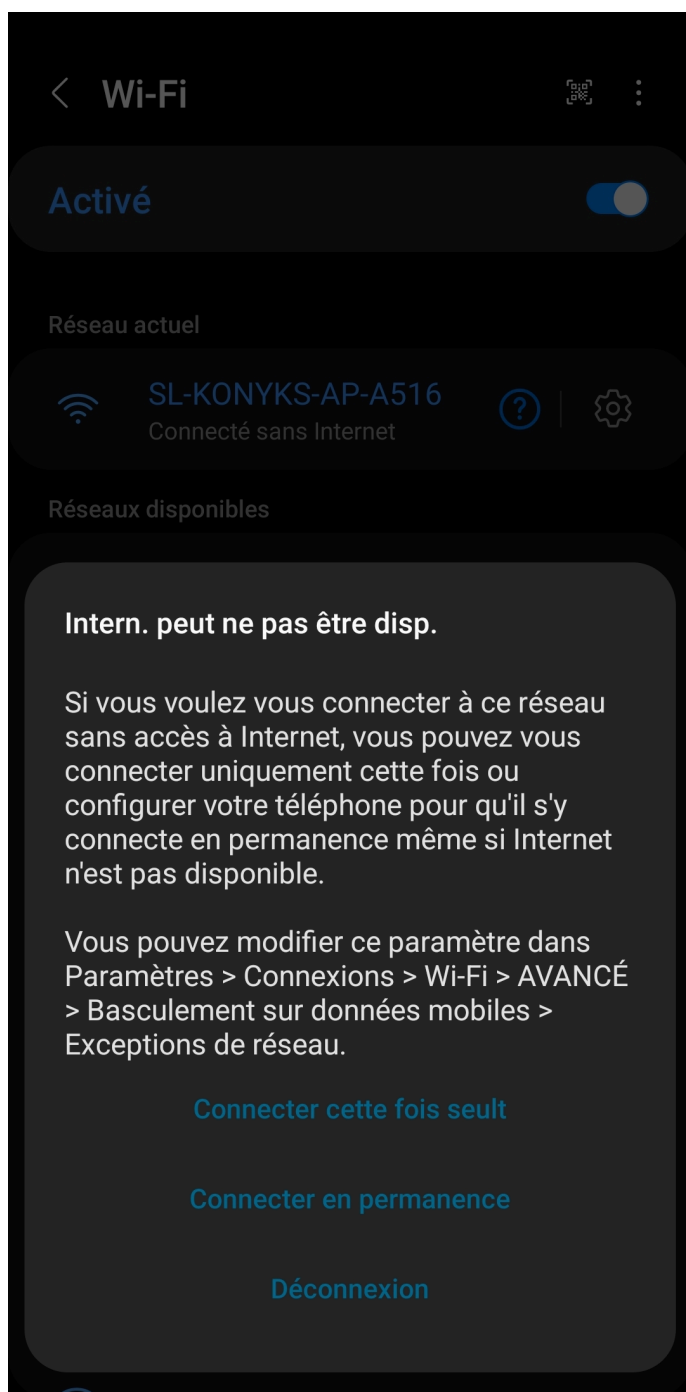 Wi-Fi
Activé
Réseau actuel
SL-KONYKS-AP-A516
Connecté sans Internet
?
Réseaux disponibles
Intern. peut ne pas être disp.
Si vous voulez vous connecter à ce réseau
sans accès à Internet, vous pouvez vous
connecter uniquement cette fois ou
configurer votre téléphone pour qu'il s'y
connecte en permanence même si Internet
n'est pas disponible.
Vous pouvez modifier ce paramètre dans
Paramètres > Connexions > Wi-Fi > AVANCÉ
> Basculement sur données mobiles >
Exceptions de réseau.
Connecter cette fois seult
Connecter en permanence
Déconnexion